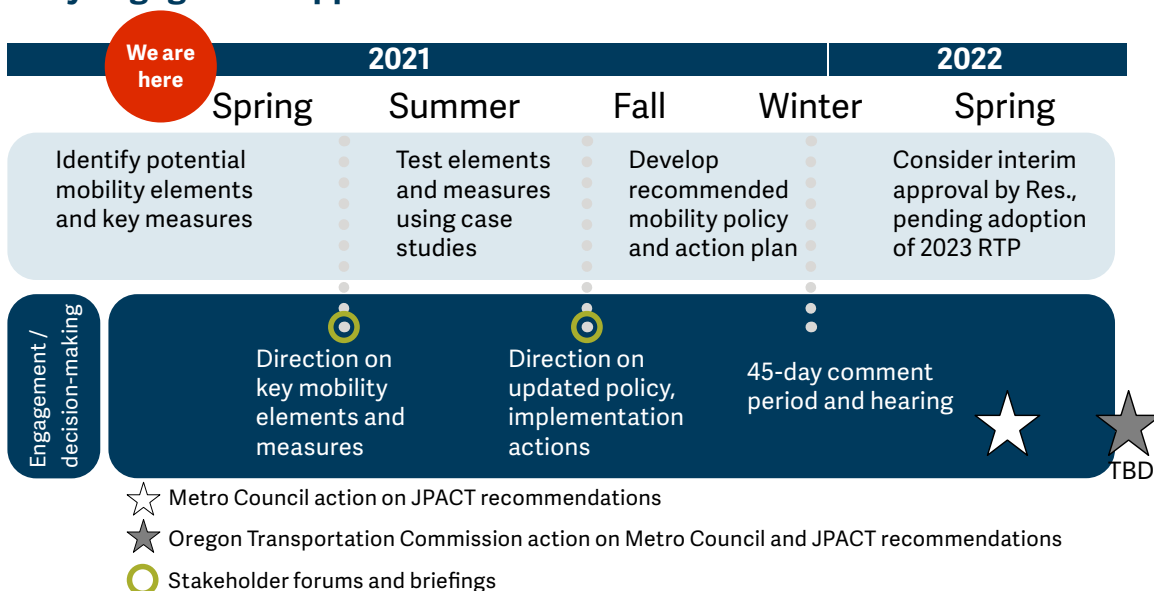 We are
here
2021
2022
Spring
Summer
Fall
Winter
Spring
Identify potential
mobility elements
and key measures
Test elements
and measures
using case
studies
Develop
recommended
mobility policy
and action plan
Consider interim
approval by Res.,
pending adoption
of 2023 RTP
Engagement /
decision-making
Direction on
key mobility
elements and
measures
Direction on
updated policy,
implementation
actions
45-day comment
period and hearing
TBD
Metro Council action on JPACT recommendations
Oregon Transportation Commission action on Metro Council and JPACT recommendations
Stakeholder forums and briefings